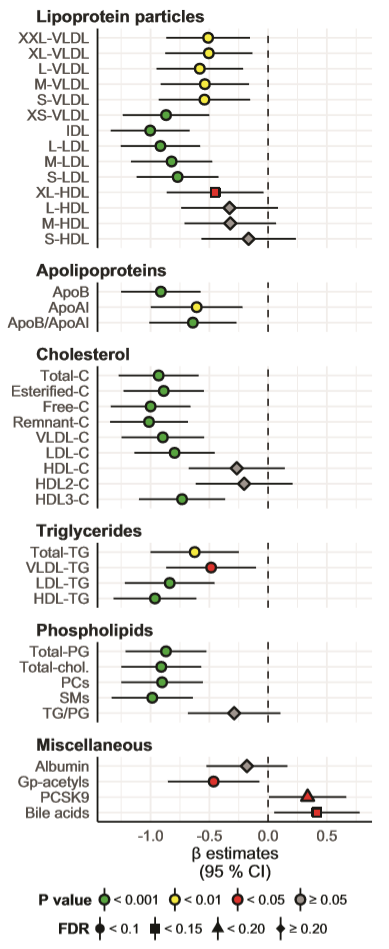 Lipoprotein particles
XXL-VLDL
XL-VLDL
L-VLDL
M-VLDL
S-VLDL
XS-VLDL
IDL
L-LDL
M-LDL
S-LDL
XL-HDL
L-HDL
M-HDL
S-HDL
Apolipoproteins
ApoB
ApoAI
ApoB/ApoAI
Cholesterol
Total-C
Esterified-C
Free-C
Remnant-C
VLDL-C
LDL-C
HDL-C
HDL2-C
HDL3-C
Triglycerides
Total-TG
VLDL-TG
LDL-TG
HDL-TG
Phospholipids
Total-PG
Total-chol.
PCs
SMs
TG/PG
Miscellaneous
Albumin
Gp-acetyls
PCSK9
Bile acids
-1.0 -0.5 0.0 0.5
β estimates
(95 % CI)
P value < 0.001 < 0.01 < 0.05 ≥ 0.05
FDR < 0.1 < 0.15 < 0.20 ≥ 0.20